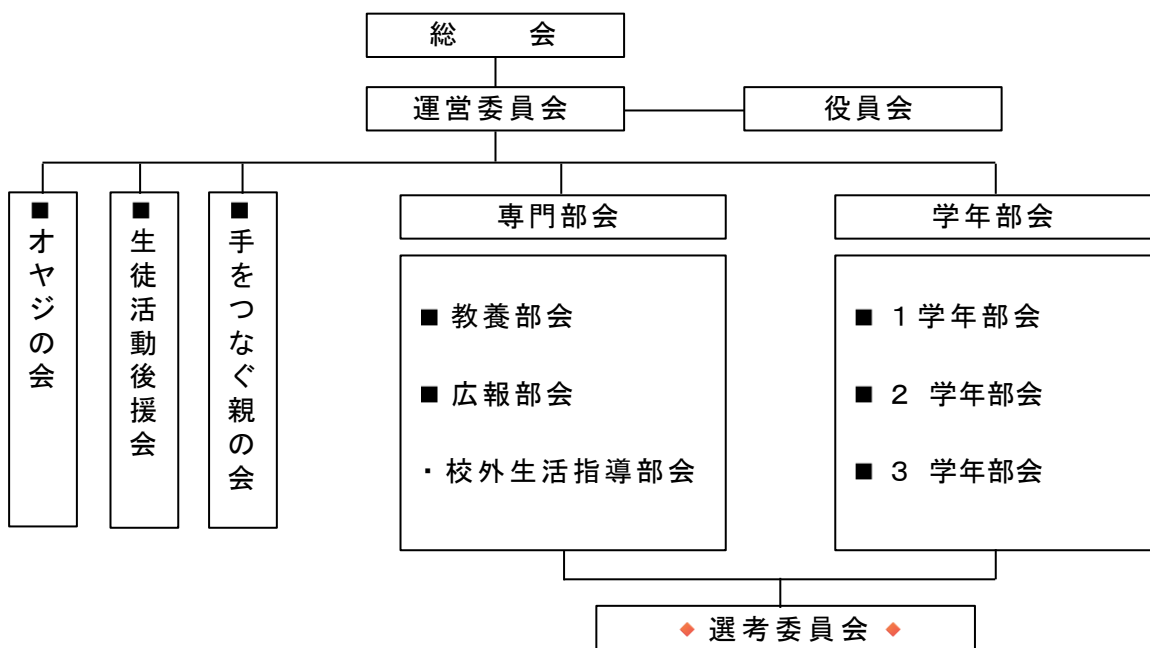 総　会
運営委員会
役員会
■オヤジの会
■生徒活動後援会
■手をつなぐ親の会
専門部会
■ 教養部会
■ 広報部会
・校外生活指導部会
学年部会
■ １学年部会
■ ２ 学年部会
■ ３ 学年部会
◆ 選考委員会 ◆